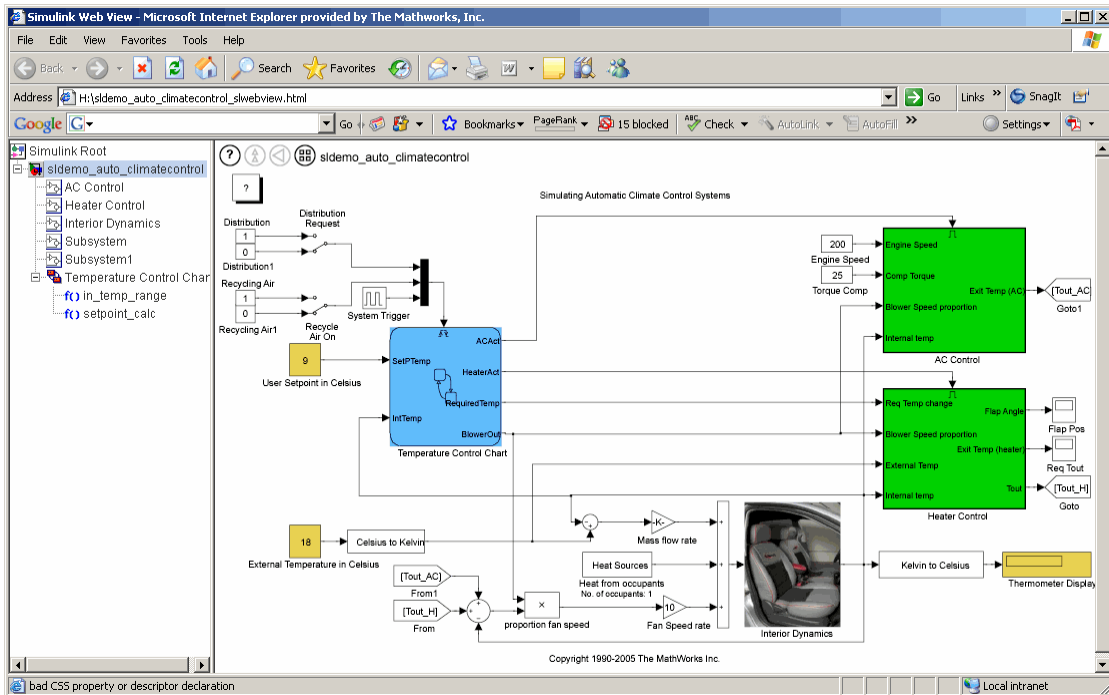 Simulink Web View - Microsoft Internet Explorer provided by The Mathworks, Inc.
File Edit View Favorites Tools Help
Back Search Favorites
Address H:\sldemo_auto_climatecontrol_slwebview.html Go Links » SnagIt
Google G Go Bookmarks PageRank 15 blocked ABC Check AutoLink AutoFill » Settings
Simulink Root
sldemo_auto_climatecontrol
AC Control
Heater Control
Interior Dynamics
Subsystem
Subsystem1
Temperature Control Char
f() in_temp_range
f() setpoint_calc
? sldemo_auto_climatecontrol
?
Simulating Automatic Climate Control Systems
Distribution
1
0
Distribution1
Distribution
Request
Recycling Air
1
0
Recycling Air1
Recycle
Air On
System Trigger
9
User Setpoint in Celsius
SetPTemp
IntTemp
ACAct
HeaterAct
RequiredTemp
BlowerOut
Temperature Control Chart
200
Engine Speed
25
Torque Comp
Engine Speed
Comp Torque
Blower Speed proportion
Internal temp
Exit Temp (AC)
AC Control
[Tout_AC
Goto1
Req Temp change
Blower Speed proportion
External Temp
Internal temp
Flap Angle
Exit Temp (heater)
Tout
Heater Control
Flap Pos
Req Tout
[Tout_H]
Goto
18
External Temperature in Celsius
Celsius to Kelvin
-K-
Mass flow rate
Heat Sources
Heat from occupants
No. of occupants: 1
[Tout_AC]
From1
[Tout_H]
From
×
proportion fan speed
10
Fan Speed rate
Interior Dynamics
Kelvin to Celsius
Thermometer Display
Copyright 1990-2005 The MathWorks Inc.
bad CSS property or descriptor declaration
Local intranet